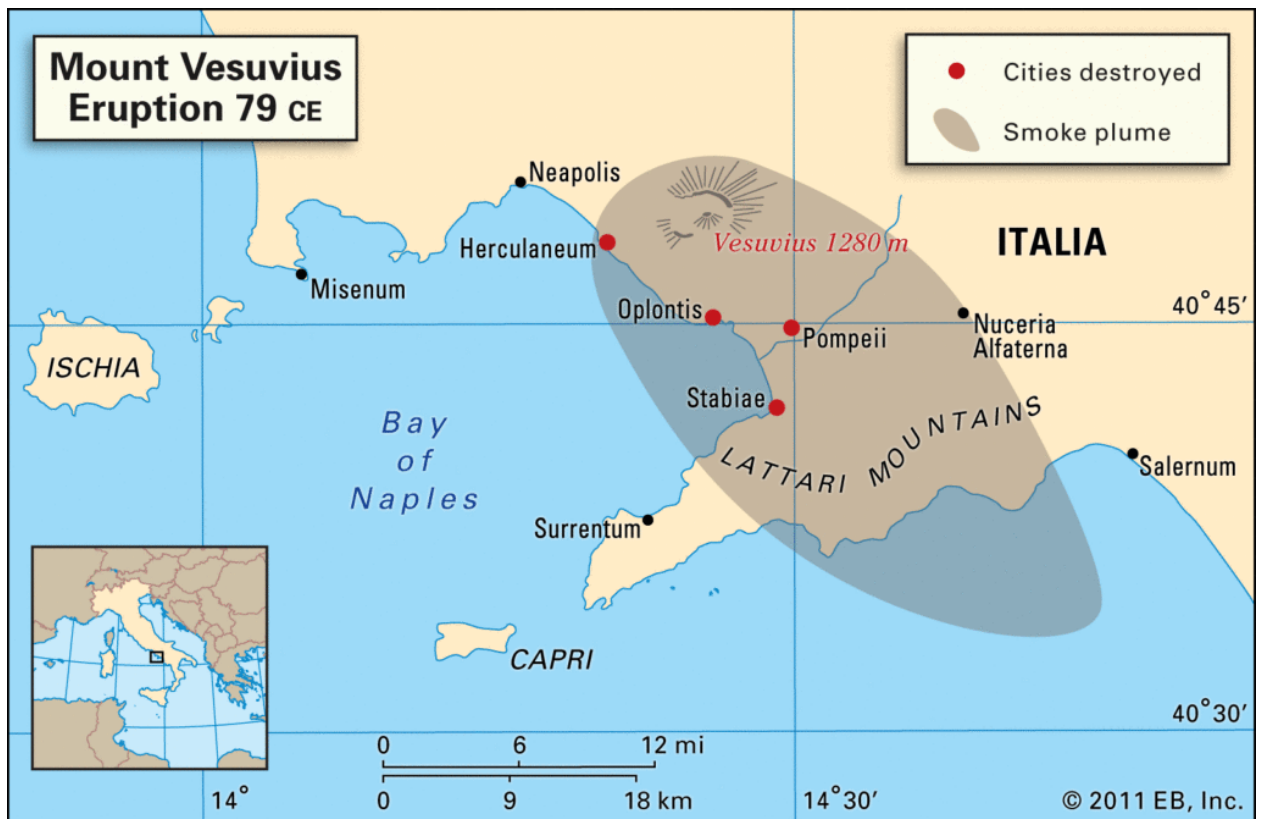 Mount Vesuvius
Eruption 79 CE
Cities destroyed
Smoke plume
Neapolis
Herculaneum
Vesuvius 1280 m
ITALIA
Misenum
Oplontis
40°45′
Pompeii
Nuceria
Alfaterna
ISCHIA
Stabiae
Bay
of
Naples
LATTARI MOUNTAINS
Salernum
Surrentum
CAPRI
40°30′
0 6 12 mi
0 9 18 km
14°
14°30′
© 2011 EB, Inc.